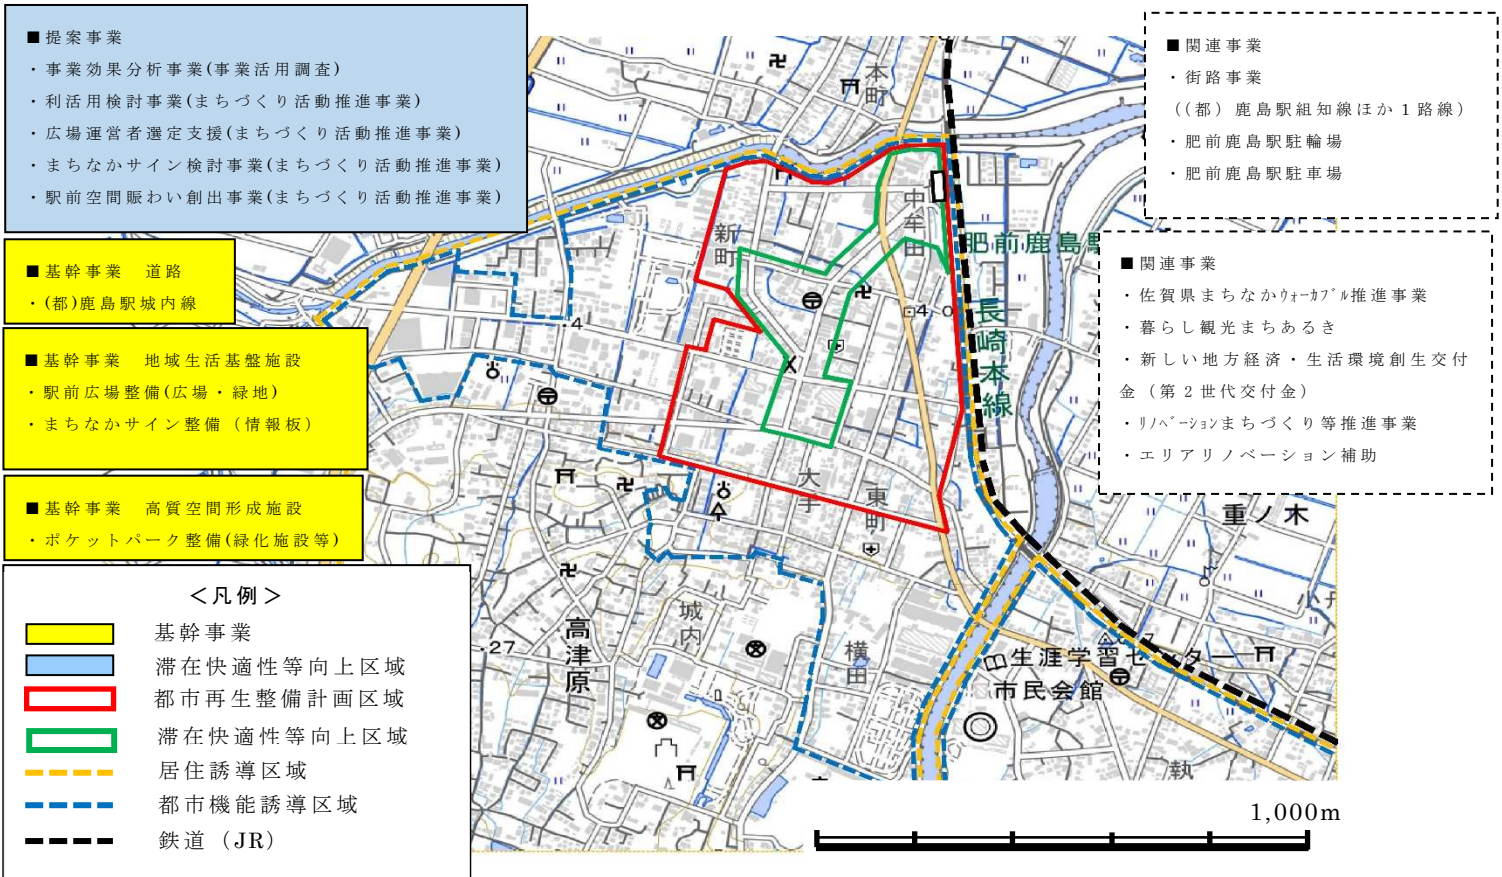 ■提案事業
・事業効果分析事業(事業活用調査)
・利活用検討事業(まちづくり活動推進事業)
・広場運営者選定支援(まちづくり活動推進事業)
・まちなかサイン検討事業(まちづくり活動推進事業)
・駅前空間賑わい創出事業(まちづくり活動推進事業)
■基幹事業　道路
・(都)鹿島駅城内線
■基幹事業　地域生活基盤施設
・駅前広場整備(広場・緑地)
・まちなかサイン整備（情報板）
■基幹事業　高質空間形成施設
・ポケットパーク整備(緑化施設等)
＜凡例＞
基幹事業
滞在快適性等向上区域
都市再生整備計画区域
滞在快適性等向上区域
居住誘導区域
都市機能誘導区域
鉄道（JR）
■関連事業
・街路事業
（(都）鹿島駅組知線ほか１路線）
・肥前鹿島駅駐輪場
・肥前鹿島駅駐車場
■関連事業
・佐賀県まちなかｳｫｰｶﾌﾞﾙ推進事業
・暮らし観光まちあるき
・新しい地方経済・生活環境創生交付
金（第２世代交付金）
・ﾘﾉﾍﾞｰｼｮﾝまちづくり等推進事業
・エリアリノベーション補助
本町
中牟田
新町
肥前鹿島
長崎本線
4.0
.4
大手
東町
重ノ木
城内
高津原
.27
横田
生涯学習センター
市民会館
1,000m